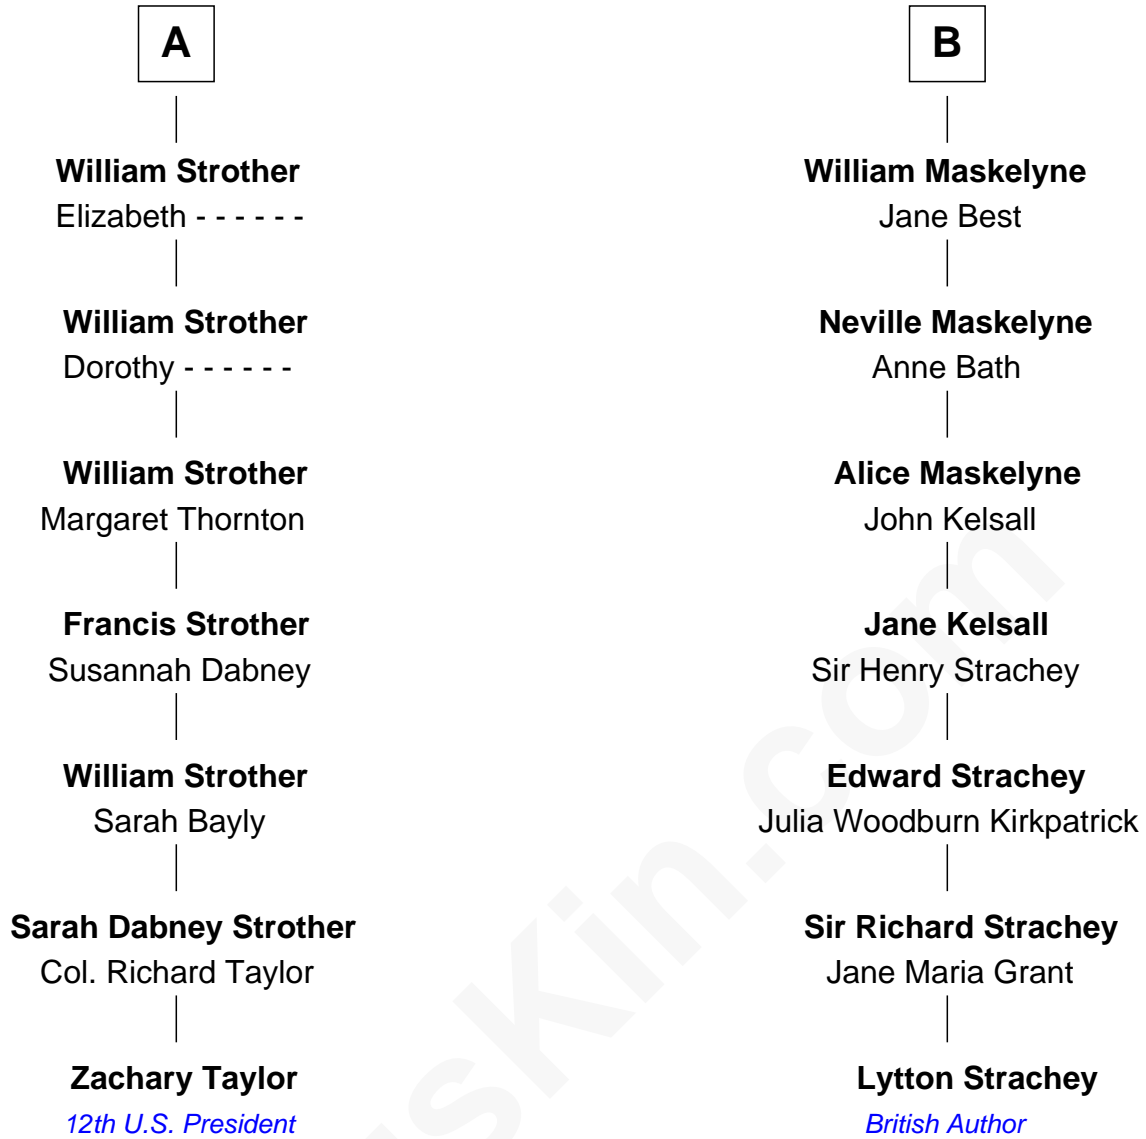 A
B
William Strother
Elizabeth - - - - - -
William Maskelyne
Jane Best
William Strother
Dorothy - - - - - -
Neville Maskelyne
Anne Bath
William Strother
Margaret Thornton
Alice Maskelyne
John Kelsall
Francis Strother
Susannah Dabney
Jane Kelsall
Sir Henry Strachey
William Strother
Sarah Bayly
Edward Strachey
Julia Woodburn Kirkpatrick
Sarah Dabney Strother
Col. Richard Taylor
Sir Richard Strachey
Jane Maria Grant
Zachary Taylor
12th U.S. President
Lytton Strachey
British Author